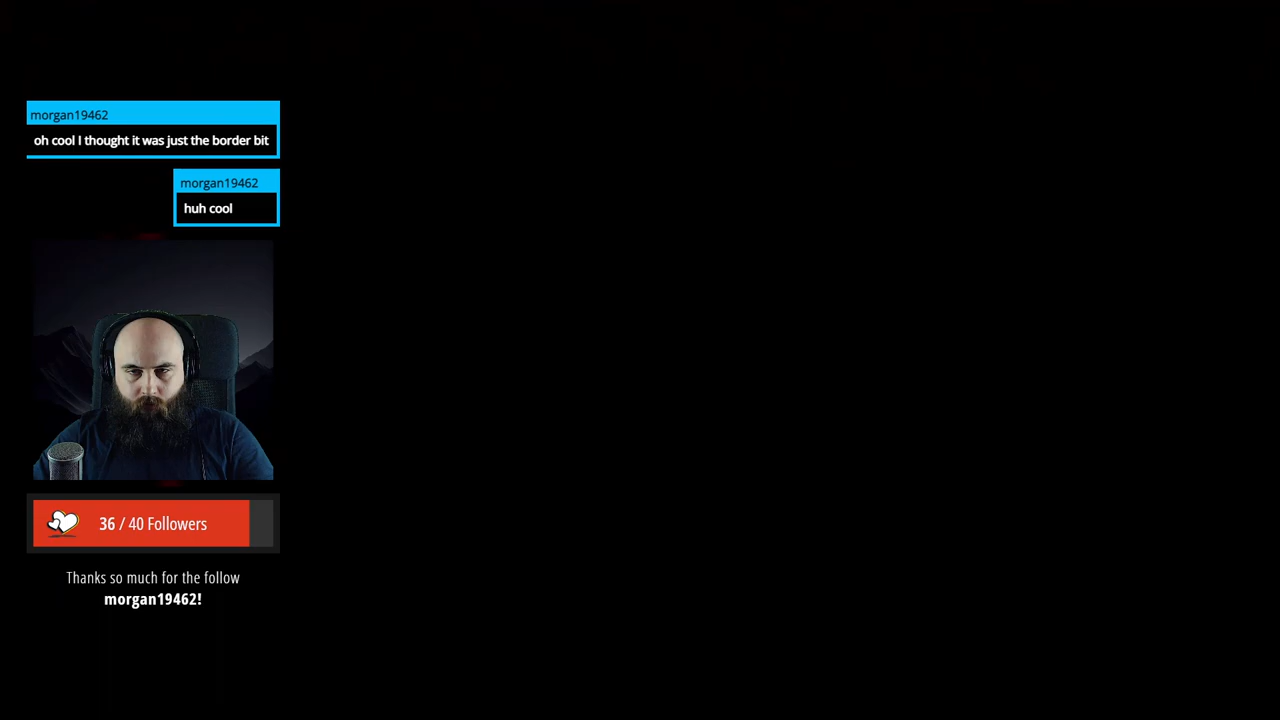 morgan19462
oh cool I thought it was just the border bit
morgan19462
huh cool
36 / 40 Followers
Thanks so much for the follow
morgan19462!